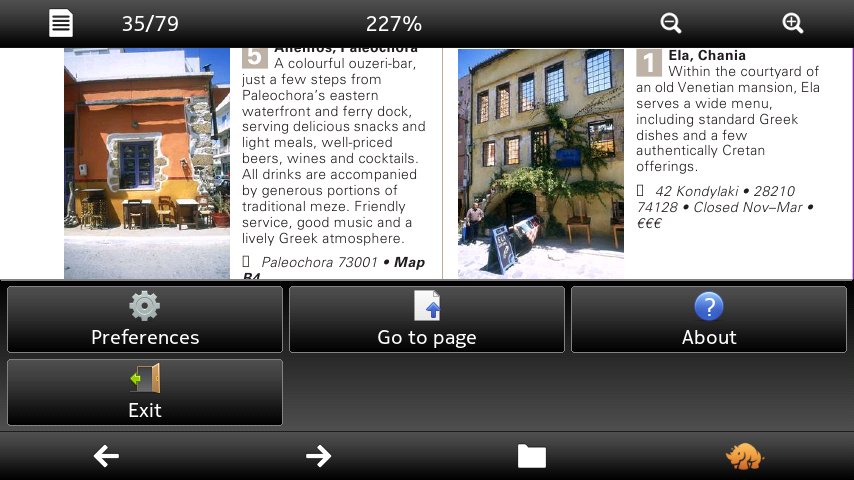 35/79
227%
5 Anemos, Paleochora
A colourful ouzeri-bar,
just a few steps from
Paleochora's eastern
waterfront and ferry dock,
serving delicious snacks and
light meals, well-priced
beers, wines and cocktails.
All drinks are accompanied
by generous portions of
traditional meze. Friendly
service, good music and a
lively Greek atmosphere.
Paleochora 73001 • Map
B4
1 Ela, Chania
Within the courtyard of
an old Venetian mansion, Ela
serves a wide menu,
including standard Greek
dishes and a few
authentically Cretan
offerings.
42 Kondylaki • 28210
74128 • Closed Nov–Mar •
€€€
Preferences
Go to page
About
Exit